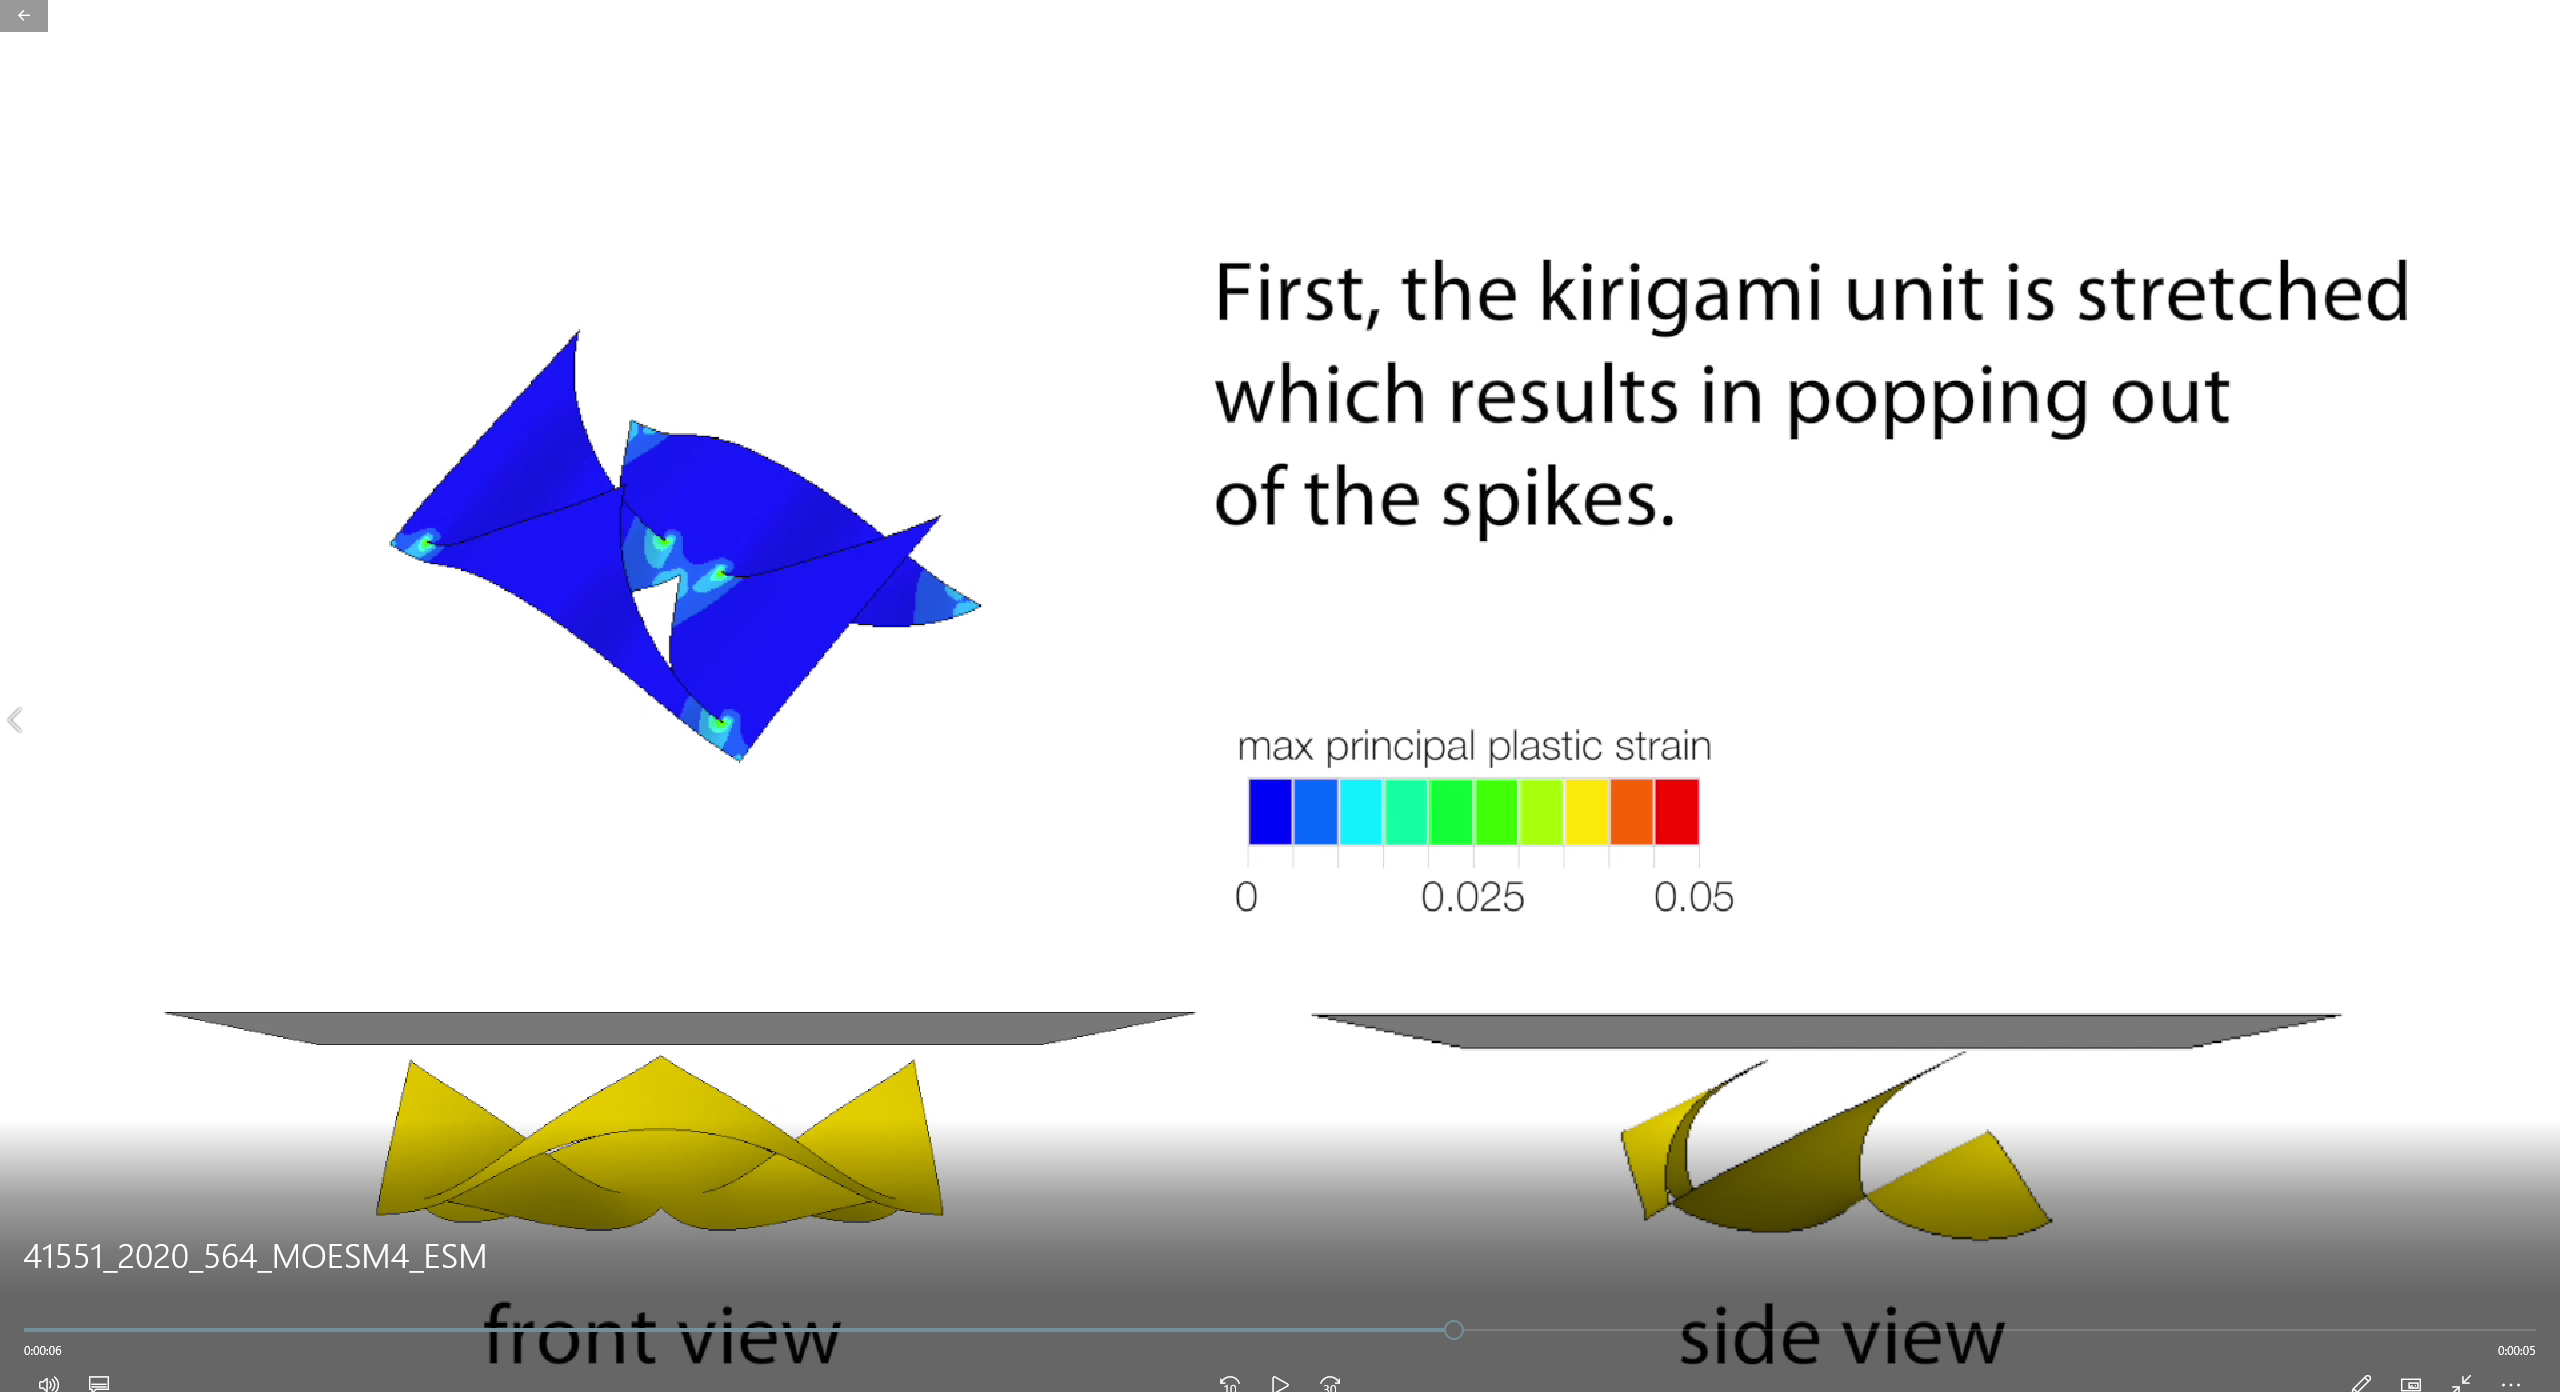 First, the kirigami unit is stretched
which results in popping out
of the spikes.
max principal plastic strain
0 0.025 0.05
41551_2020_564_MOESM4_ESM
front view side view
0:00:06 0:00:05
10 30